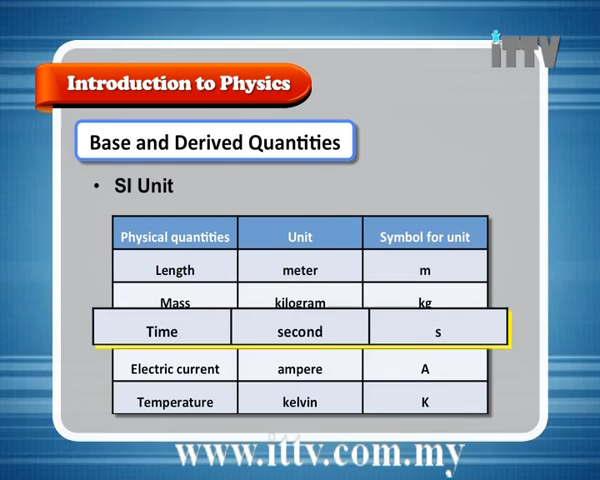 iTTV
Introduction to Physics
Base and Derived Quantities
• SI Unit
Physical quantities Unit Symbol for unit
Length meter m
Mass kilogram kg
Time second s
Electric current ampere A
Temperature kelvin K
www.ittv.com.my